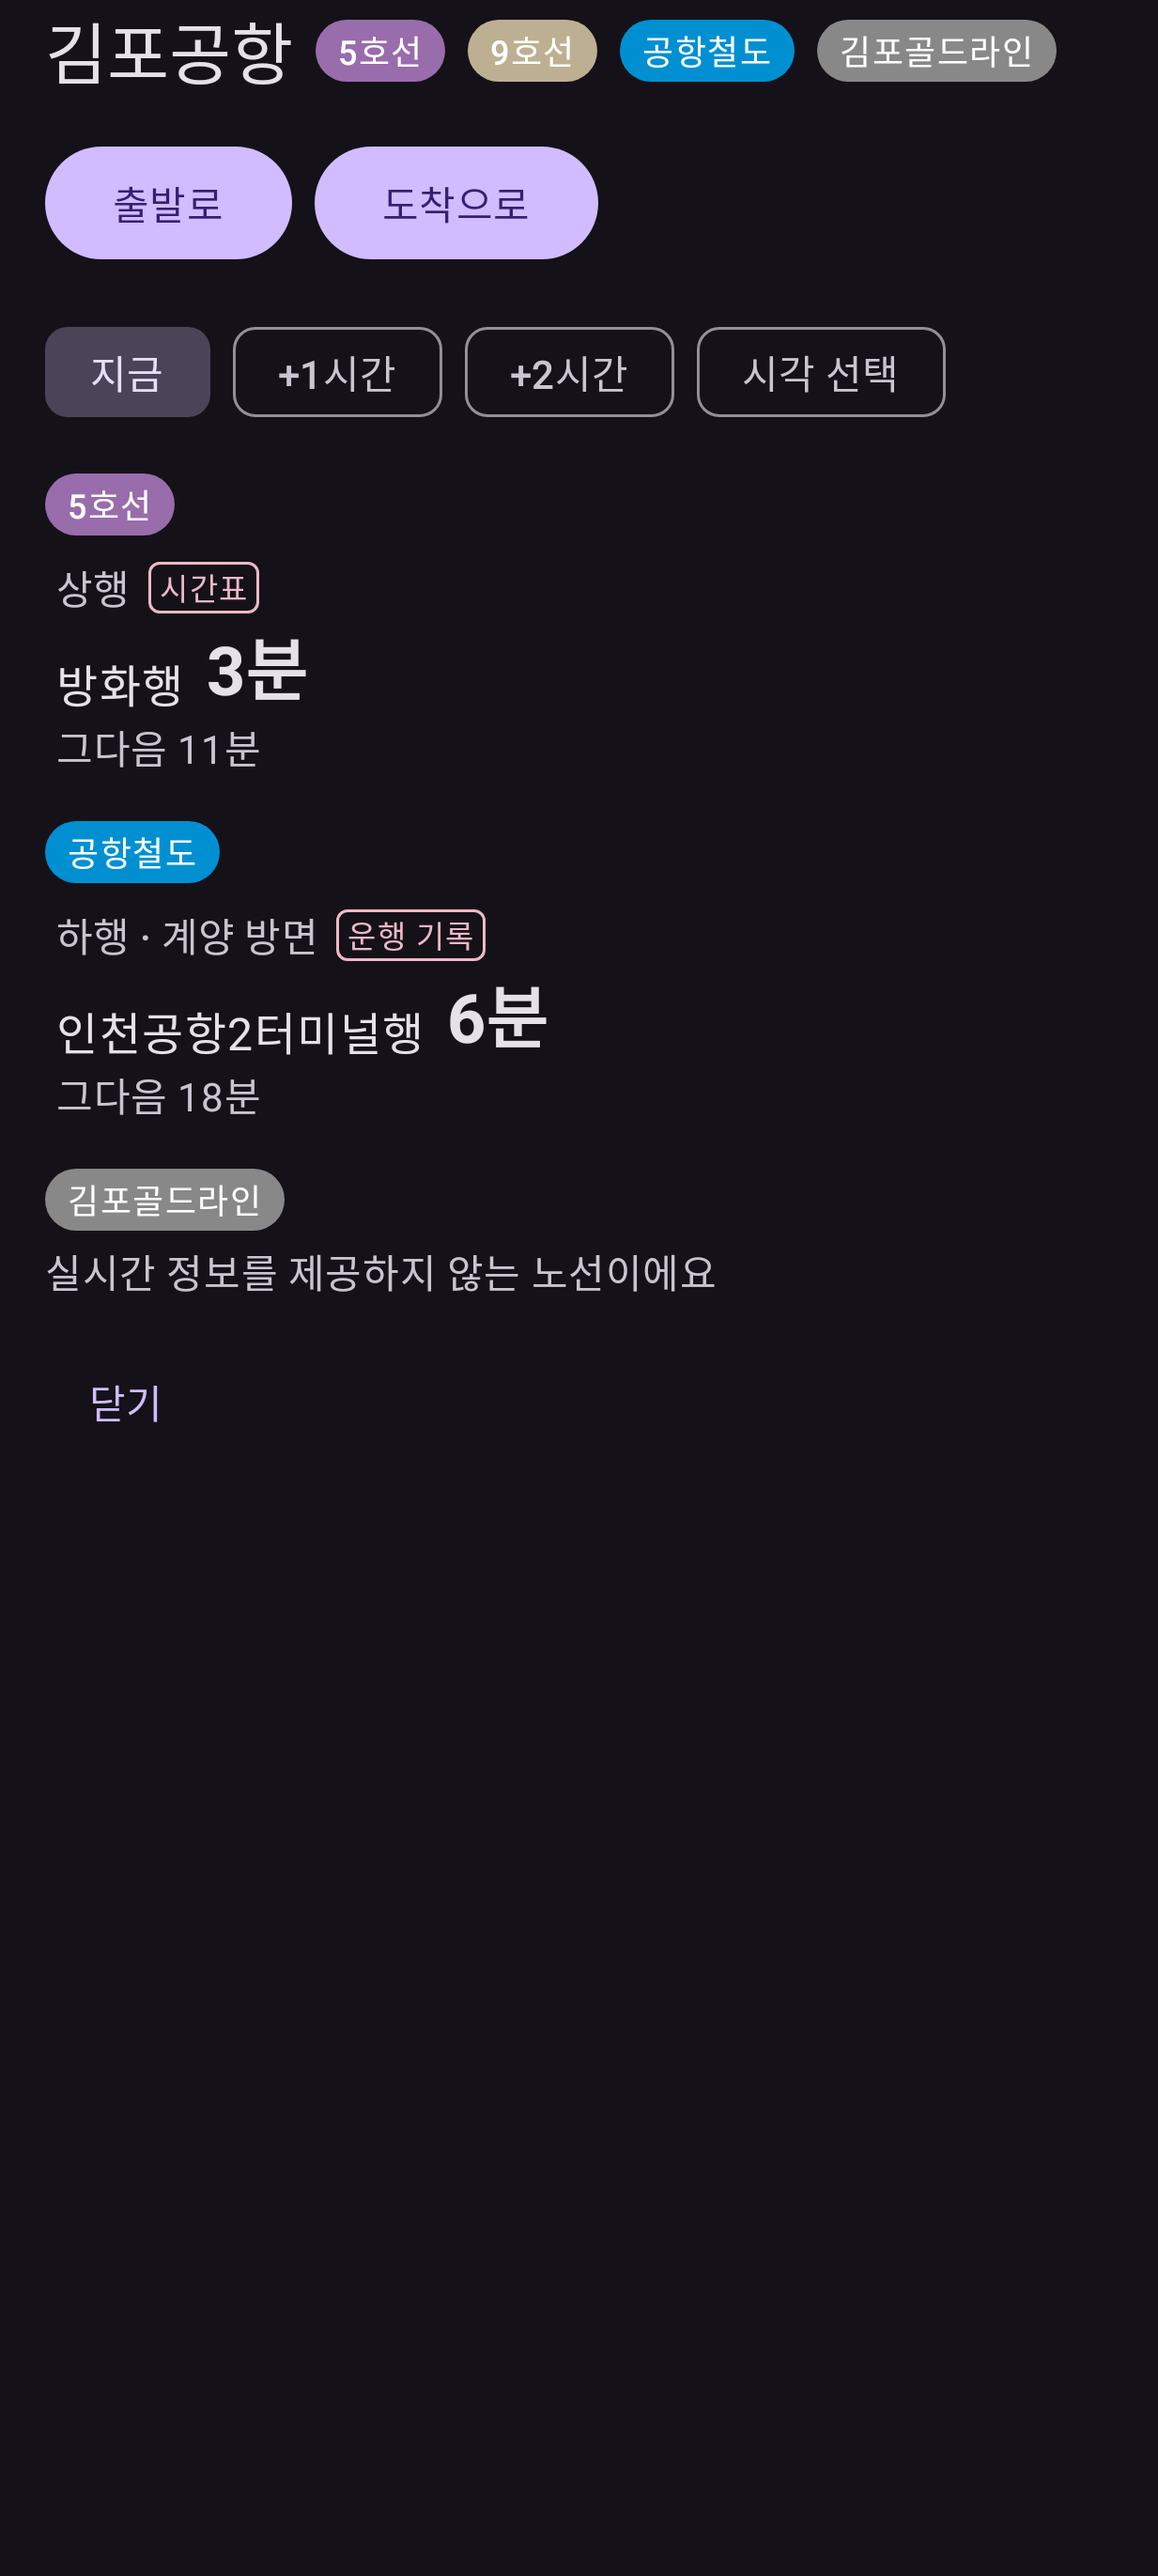 김포공항 5호선 9호선 공항철도 김포골드라인
출발로 도착으로
지금 +1시간 +2시간 시각 선택
5호선
상행 시간표
방화행 3분
그다음 11분
공항철도
하행 · 계양 방면 운행 기록
인천공항2터미널행 6분
그다음 18분
김포골드라인
실시간 정보를 제공하지 않는 노선이에요
닫기